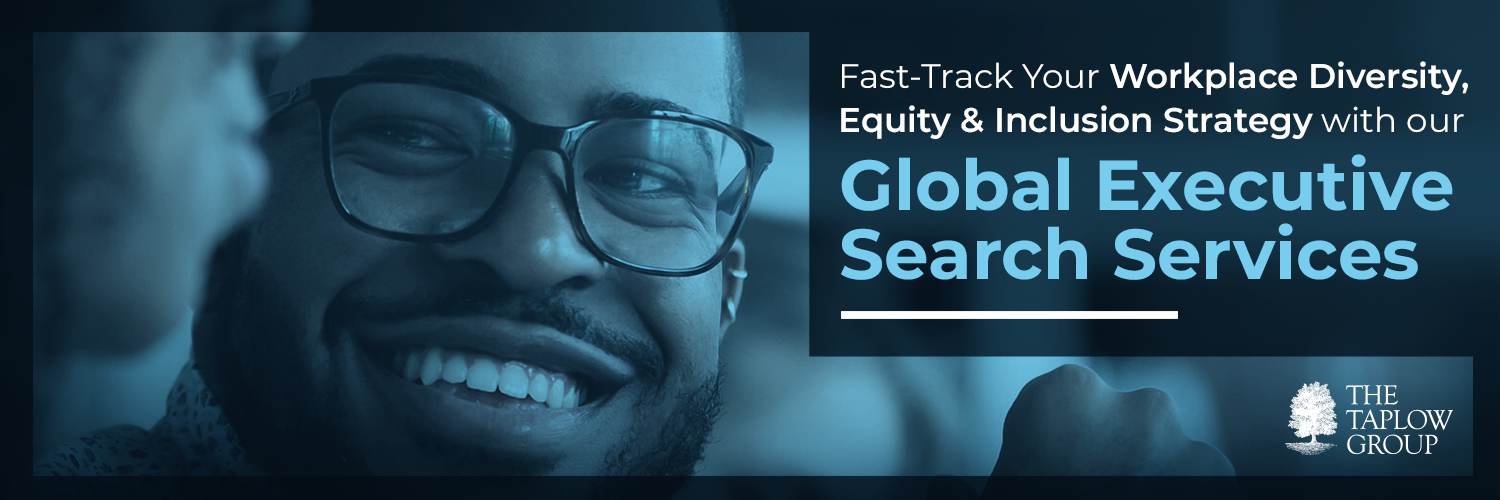 Fast-Track Your Workplace Diversity,
Equity & Inclusion Strategy with our
Global Executive
Search Services
THE
TAPLOW
GROUP